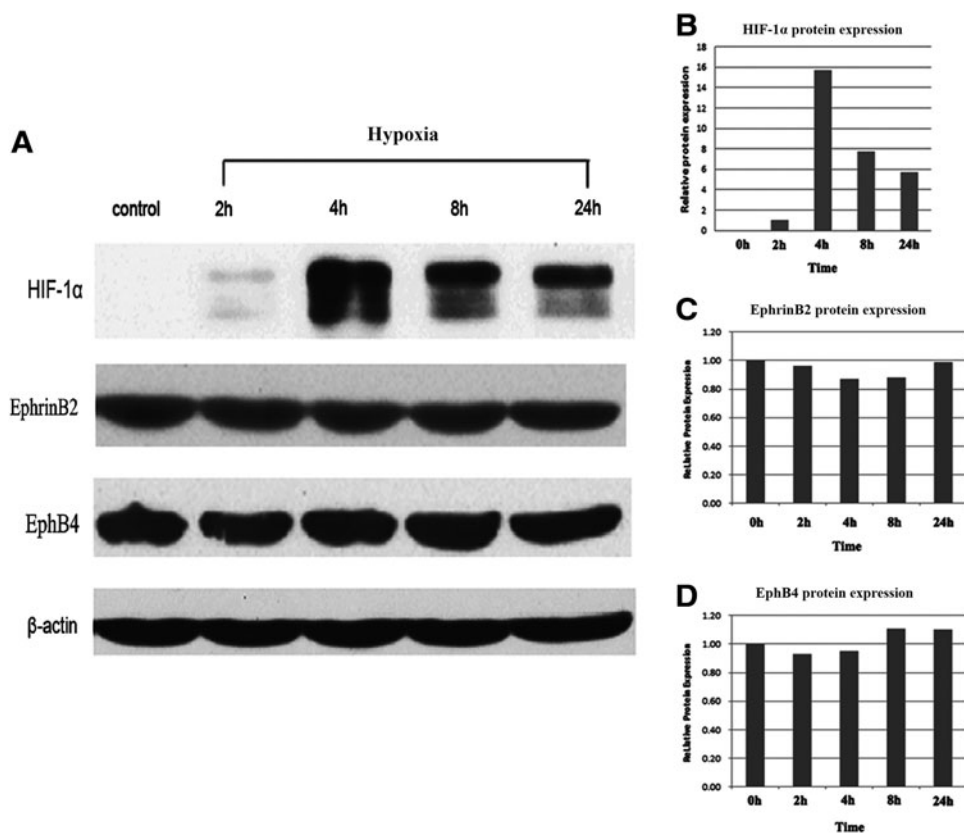 A
Hypoxia
control 2h 4h 8h 24h
HIF-1α
EphrinB2
EphB4
β-actin
B
HIF-1α protein expression
Relative protein expression
18
16
14
12
10
8
6
4
2
0
0h 2h 4h 8h 24h
Time
C
EphrinB2 protein expression
ReLlative Protein Expression
1.20
1.00
0.80
0.60
0.40
0.20
0.00
0h 2h 4h 8h 24h
Time
D
EphB4 protein expression
ReLlative Protein Expression
1.20
1.00
0.80
0.60
0.40
0.20
0.00
0h 2h 4h 8h 24h
Time